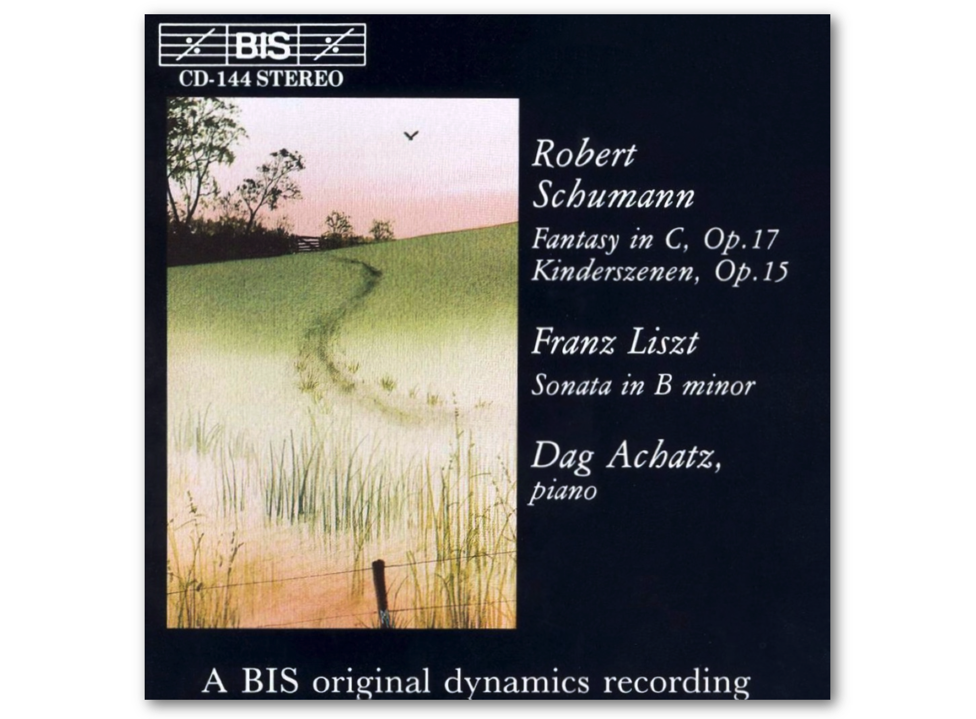 BIS
CD-144 STEREO
Robert
Schumann
Fantasy in C, Op.17
Kinderszenen, Op.15
Franz Liszt
Sonata in B minor
Dag Achatz,
piano
A BIS original dynamics recording